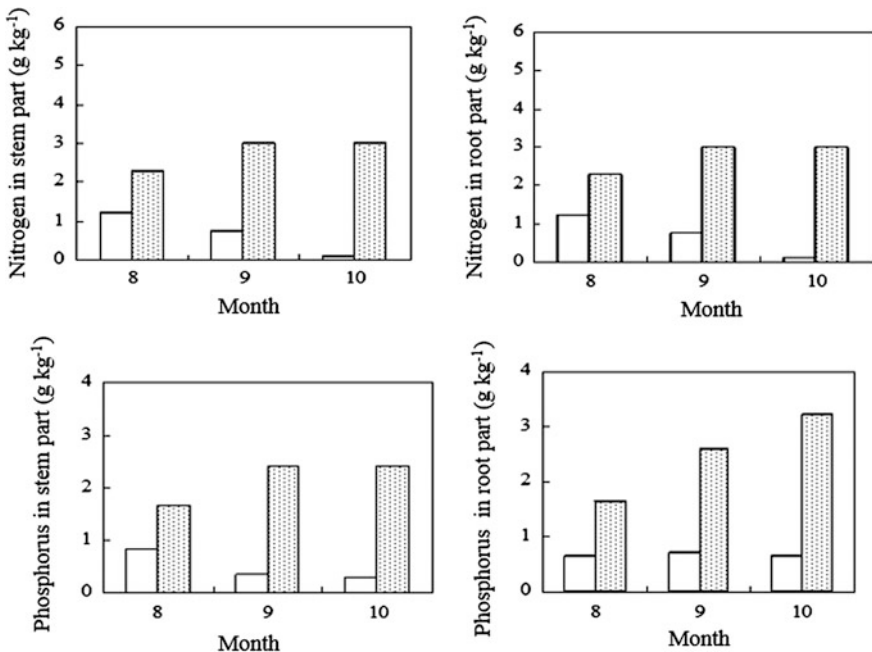 Nitrogen in stem part (g kg⁻¹)
6
5
4
3
2
1
0
8 9 10
Month
Nitrogen in root part (g kg⁻¹)
6
5
4
3
2
1
0
8 9 10
Month
Phosphorus in stem part (g kg⁻¹)
4
3
2
1
0
8 9 10
Month
Phosphorus in root part (g kg⁻¹)
4
3
2
1
0
8 9 10
Month